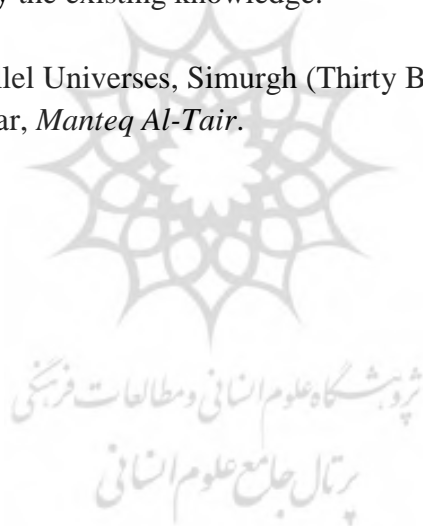 y the existing knowledge.
llel Universes, Simurgh (Thirty B
ar, Manteq Al-Tair.
پژوهشگاه علوم انسانی و مطالعات فرهنگی
پرتال جامع علوم انسانی